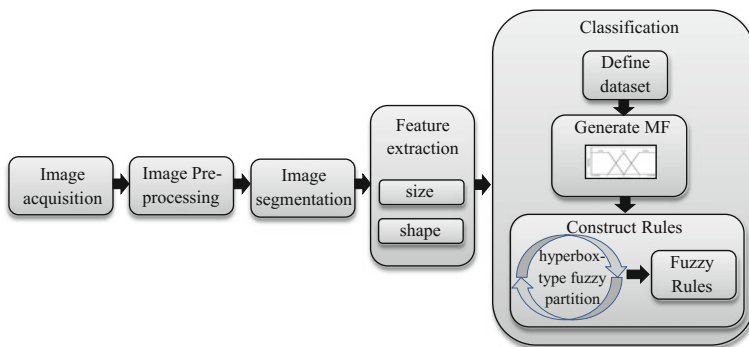 Image
acquisition
Image Pre-
processing
Image
segmentation
Feature
extraction
size
shape
Classification
Define
dataset
Generate MF
Construct Rules
hyperbox-
type fuzzy
partition
Fuzzy
Rules